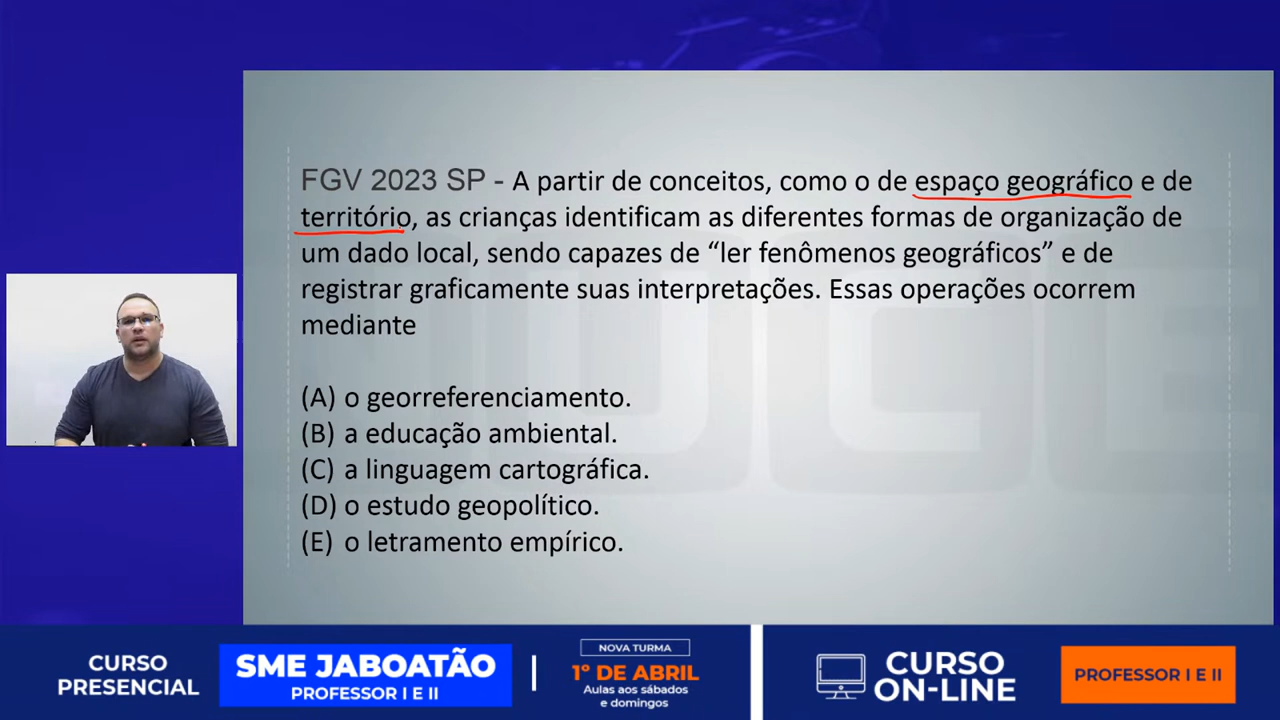 FGV 2023 SP - A partir de conceitos, como o de espaço geográfico e de
território, as crianças identificam as diferentes formas de organização de
um dado local, sendo capazes de “ler fenômenos geográficos” e de
registrar graficamente suas interpretações. Essas operações ocorrem
mediante
(A) o georreferenciamento.
(B) a educação ambiental.
(C) a linguagem cartográfica.
(D) o estudo geopolítico.
(E) o letramento empírico.
CURSO
PRESENCIAL
SME JABOATÃO
PROFESSOR I E II
NOVA TURMA
1º DE ABRIL
Aulas aos sábados
e domingos
CURSO
ON-LINE
PROFESSOR I E II